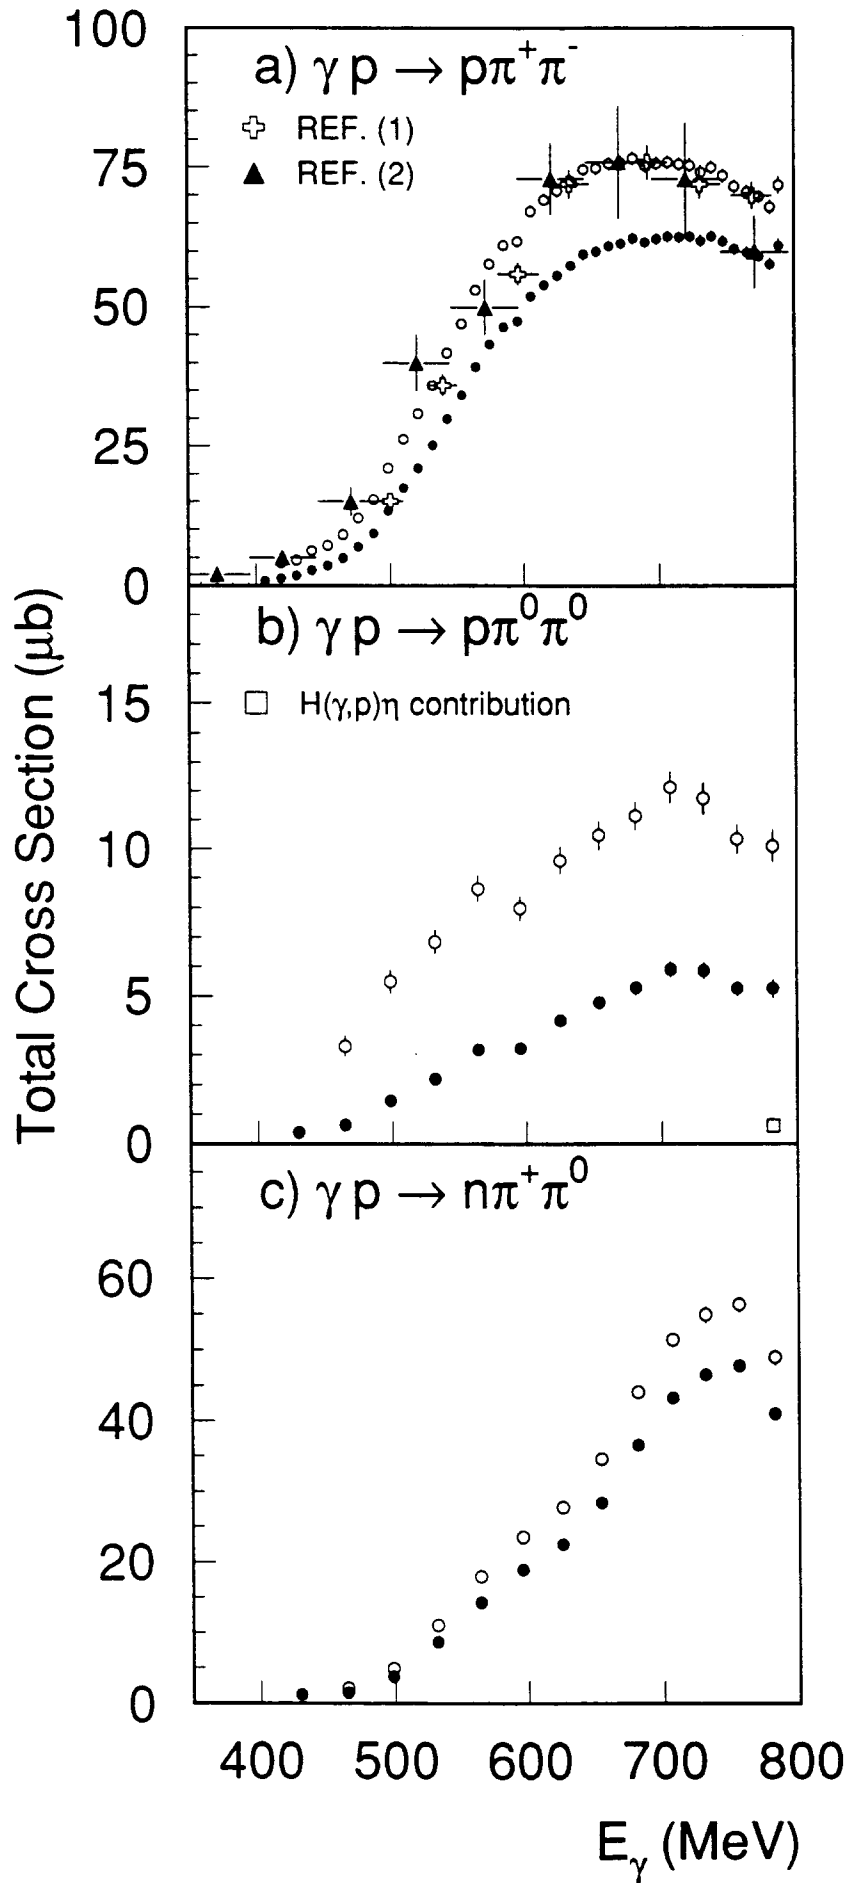 100
a) γ p → pπ⁺π⁻
REF. (1)
REF. (2)
75
50
25
0
b) γ p → pπ⁰π⁰
H(γ,p)η contribution
15
10
5
0
c) γ p → nπ⁺π⁰
60
40
20
0
Total Cross Section (μb)
400 500 600 700 800
E_γ (MeV)